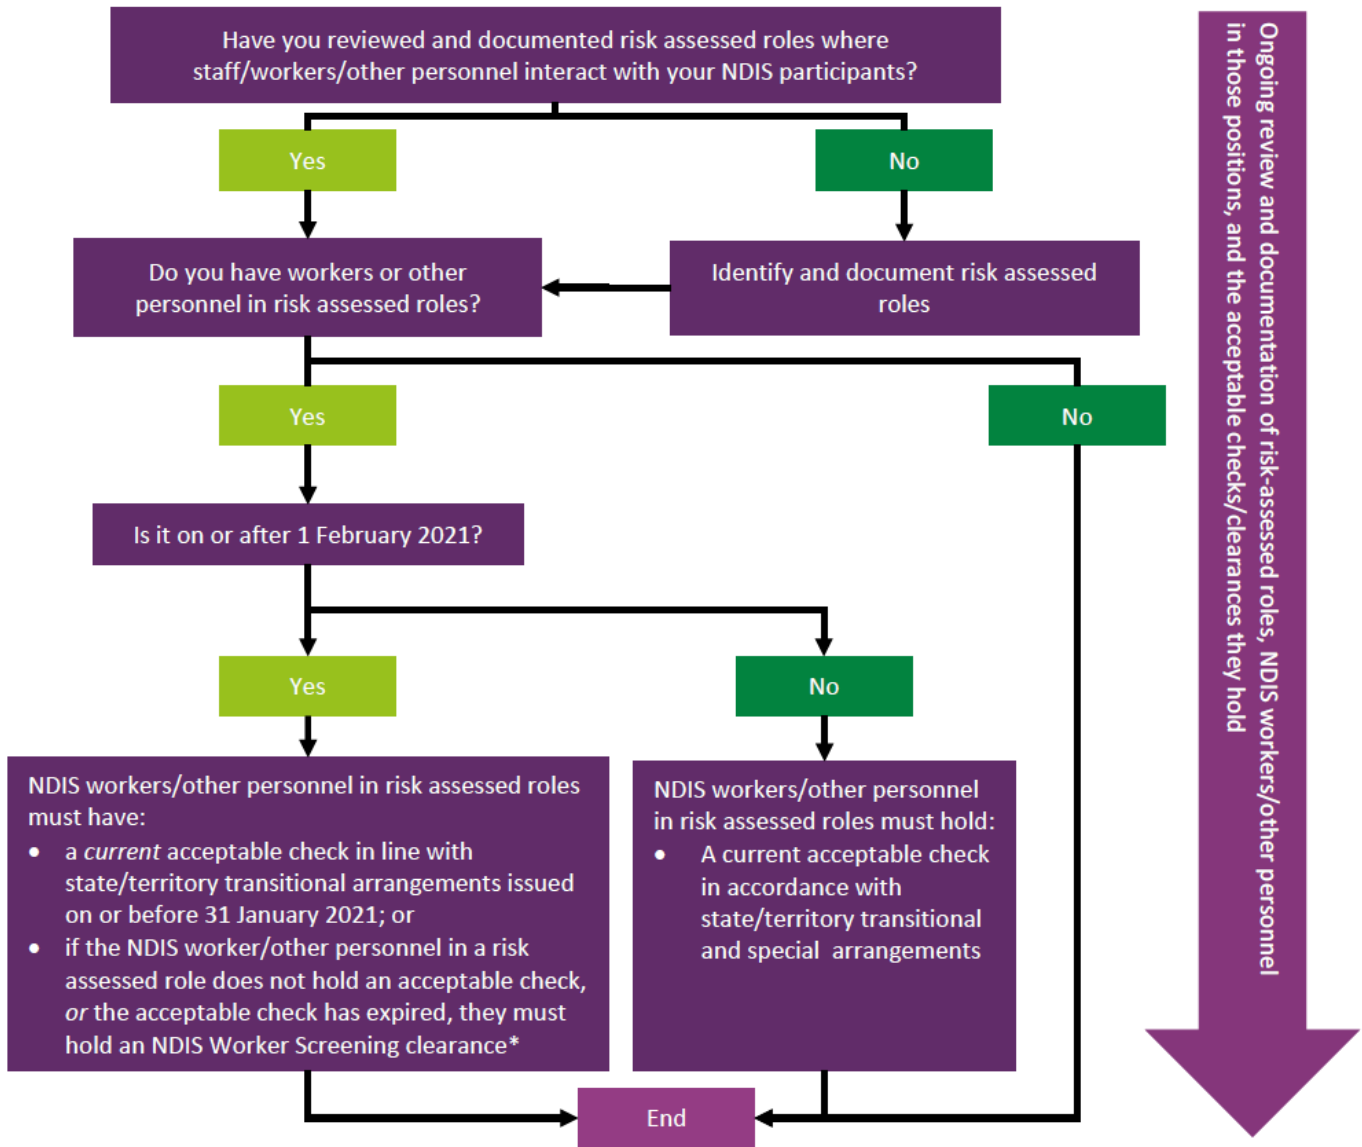 Have you reviewed and documented risk assessed roles where
staff/workers/other personnel interact with your NDIS participants?
Yes
No
Do you have workers or other
personnel in risk assessed roles?
Identify and document risk assessed
roles
Yes
No
Is it on or after 1 February 2021?
Yes
No
NDIS workers/other personnel in risk assessed roles
must have:
• a current acceptable check in line with
state/territory transitional arrangements issued
on or before 31 January 2021; or
• if the NDIS worker/other personnel in a risk
assessed role does not hold an acceptable check,
or the acceptable check has expired, they must
hold an NDIS Worker Screening clearance*
NDIS workers/other personnel
in risk assessed roles must hold:
• A current acceptable check
in accordance with
state/territory transitional
and special arrangements
End
Ongoing review and documentation of risk-assessed roles, NDIS workers/other personnel
in those positions, and the acceptable checks/clearances they hold